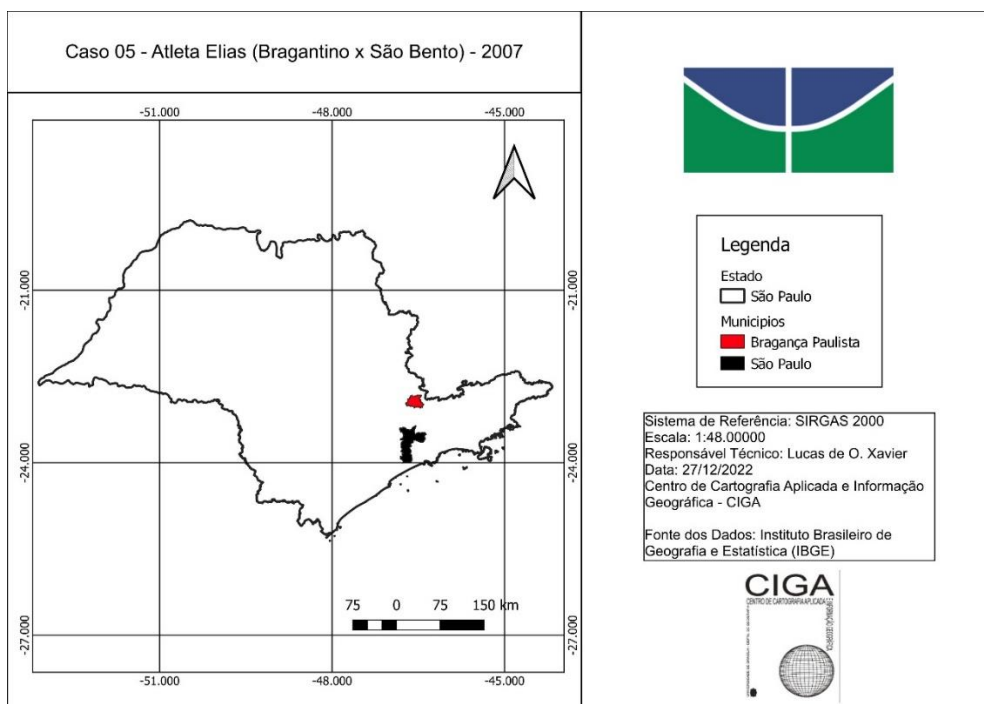 Caso 05 - Atleta Elias (Bragantino x São Bento) - 2007
-51.000 -48.000 -45.000
-21.000 -21.000
-24.000 -24.000
75 0 75 150 km
-27.000 -27.000
-51.000 -48.000 -45.000
Legenda
Estado
São Paulo
Municipios
Bragança Paulista
São Paulo
Sistema de Referência: SIRGAS 2000
Escala: 1:48.00000
Responsável Técnico: Lucas de O. Xavier
Data: 27/12/2022
Centro de Cartografia Aplicada e Informação
Geográfica - CIGA
Fonte dos Dados: Instituto Brasileiro de
Geografia e Estatística (IBGE)
CIGA
CENTRO DE CARTOGRAFIA APLICADA